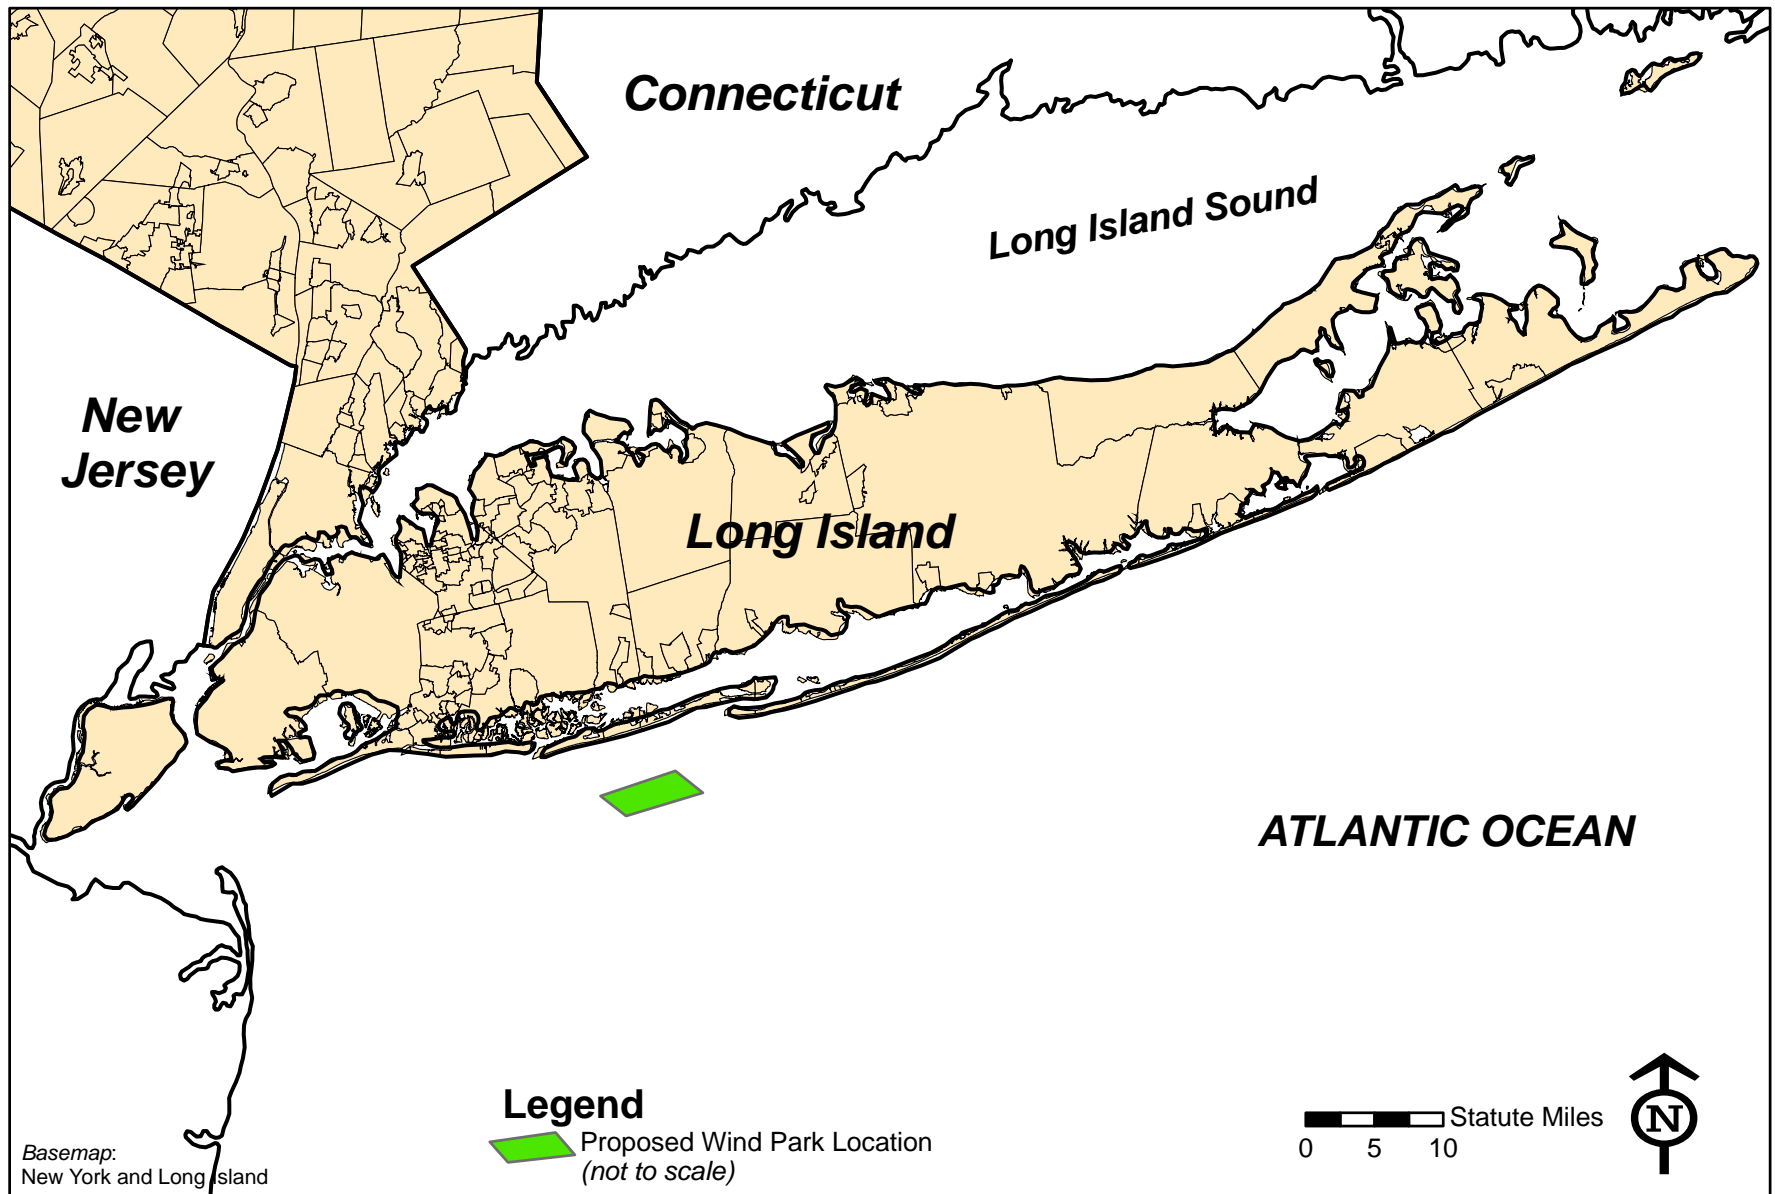 Connecticut
Long Island Sound
New
Jersey
Long Island
ATLANTIC OCEAN
Legend
Proposed Wind Park Location
(not to scale)
Statute Miles
0 5 10
N
Basemap:
New York and Long Island